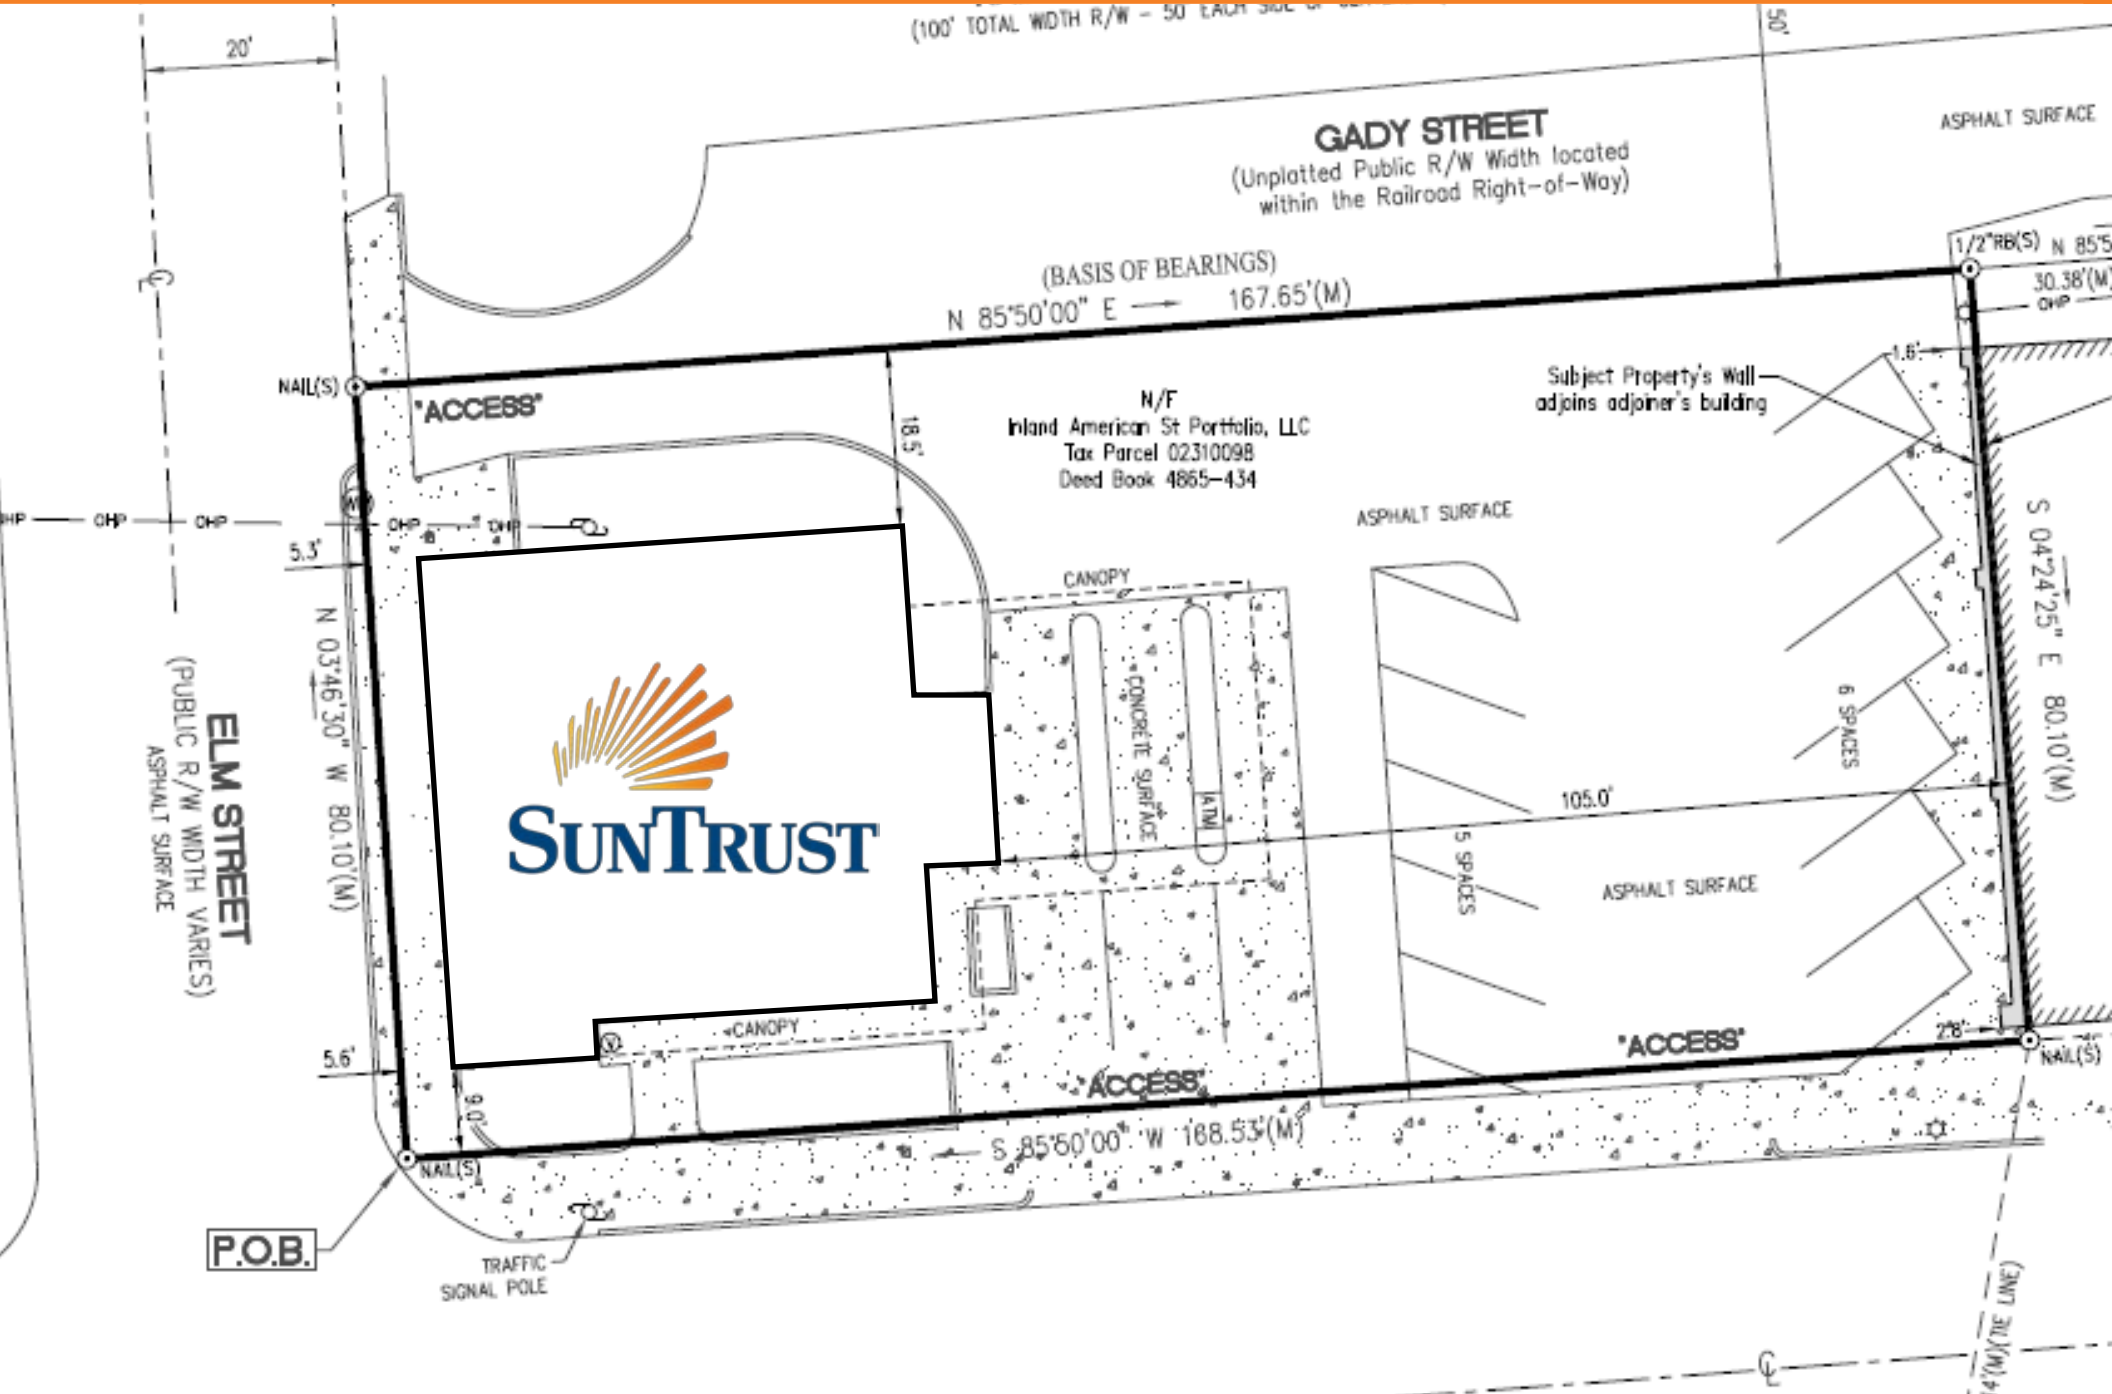 (100' TOTAL WIDTH R/W - 50' EACH SIDE OF
20'
50'
GADY STREET
(Unplatted Public R/W Width located
within the Railroad Right-of-Way)
ASPHALT SURFACE
(BASIS OF BEARINGS)
N 85°50'00" E 167.65'(M)
1/2"RB(S)
N 85°5
30.38'(M)
OHP
NAIL(S)
"ACCESS"
18.5'
N/F
Inland American St Portfolio, LLC
Tax Parcel 02310098
Deed Book 4865-434
Subject Property's Wall
adjoins adjoiner's building
1.6'
ASPHALT SURFACE
OHP OHP OHP OHP OHP
W
5.3'
N 03°46'30" W 80.10'(M)
ELM STREET
(PUBLIC R/W WIDTH VARIES)
ASPHALT SURFACE
SUNTRUST
CANOPY
CONCRETE SURFACE
ATM
6 SPACES
S 04°24'25" E 80.10'(M)
105.0'
5 SPACES
ASPHALT SURFACE
CANOPY
V
5.6'
9.0'
"ACCESS"
"ACCESS"
2.8'
NAIL(S)
S 85°50'00" W 168.53'(M)
NAIL(S)
P.O.B.
TRAFFIC
SIGNAL POLE
4'(M)(TIE LINE)